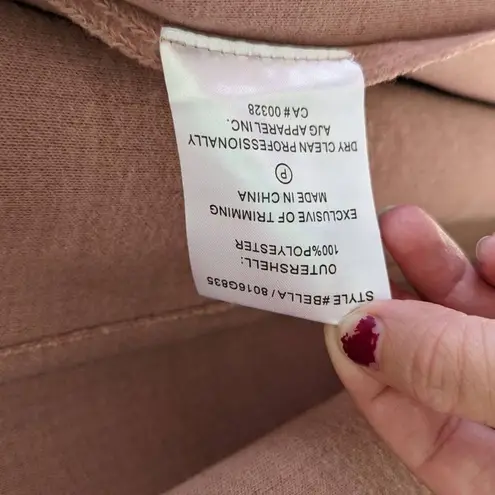 STYLE#BELLA / 8016G835
OUTERSHELL:
100%POLYESTER
EXCLUSIVE OF TRIMMING
MADE IN CHINA
P
DRY CLEAN PROFESSIONALLY
AJG APPAREL INC.
CA # 00328